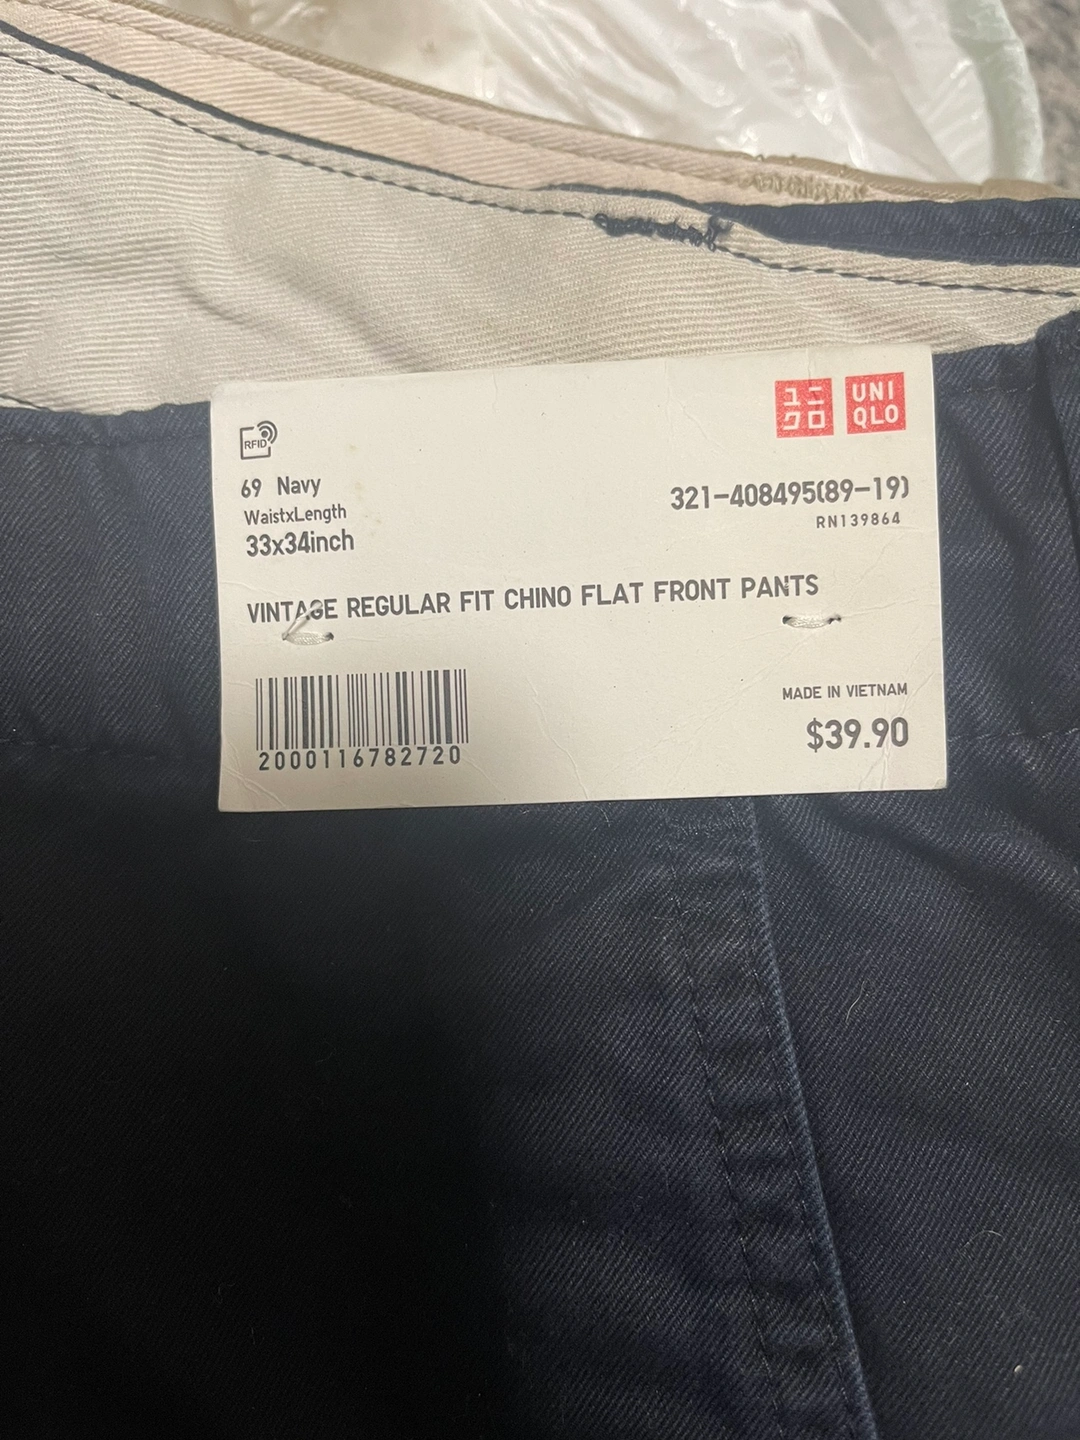 ユニ
クロ
UNI
QLO
RFID
69 Navy
WaistxLength
33x34inch
321-408495(89-19)
RN139864
VINTAGE REGULAR FIT CHINO FLAT FRONT PANTS
2000116782720
MADE IN VIETNAM
$39.90